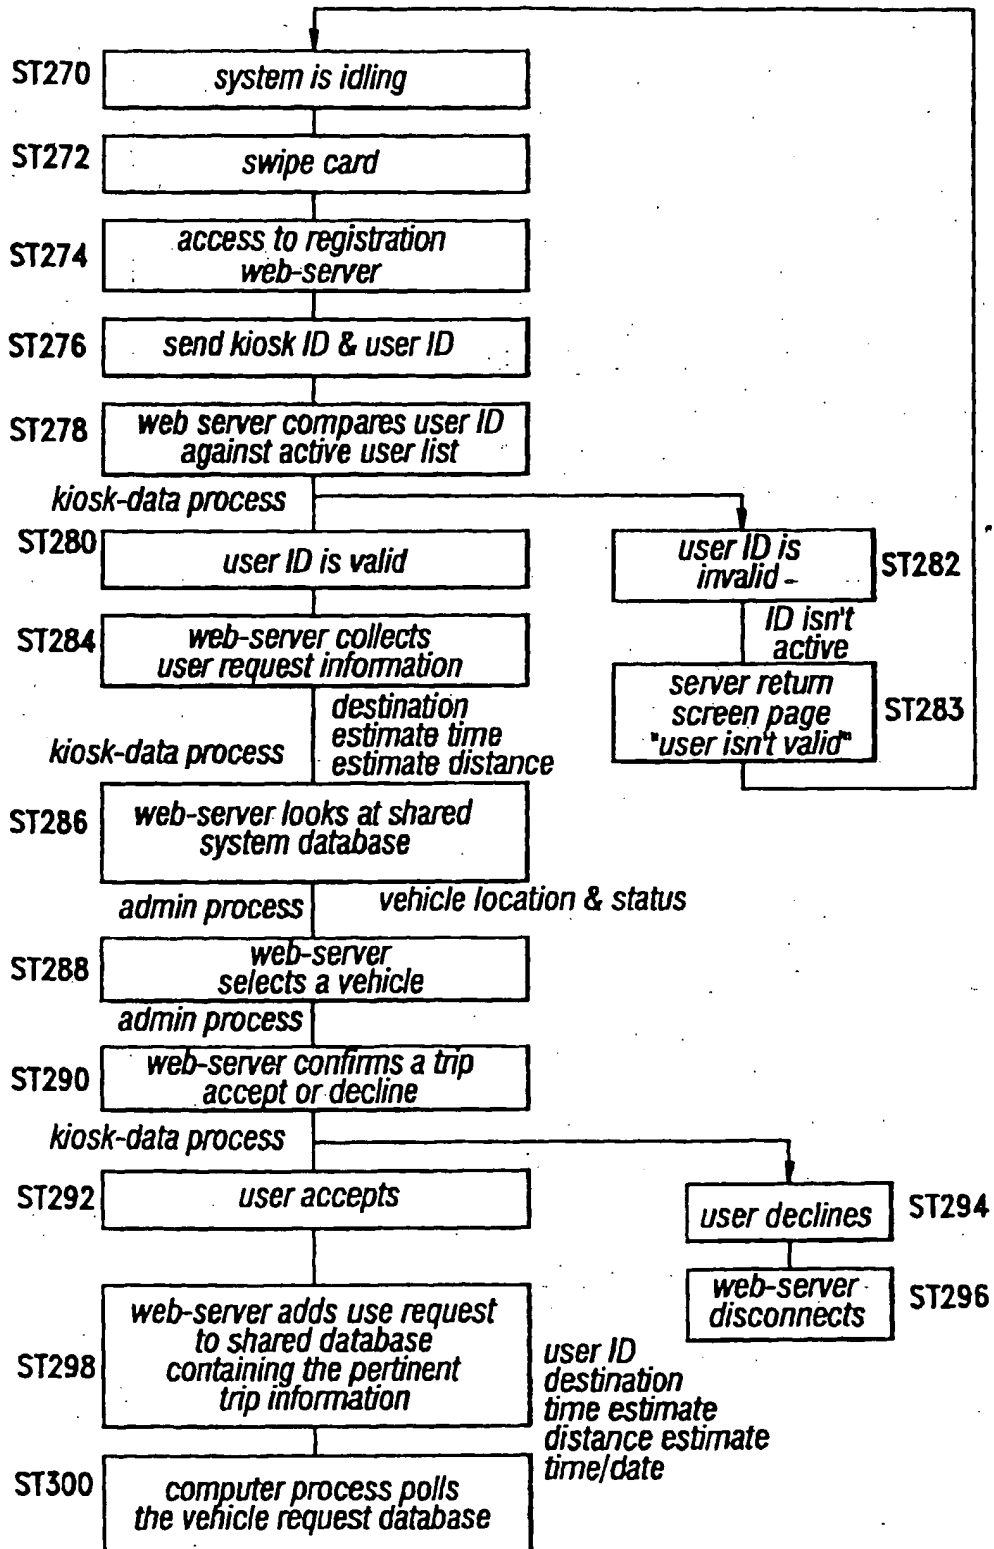 ST270
system is idling
ST272
swipe card
ST274
access to registration
web-server
ST276
send kiosk ID & user ID
ST278
web server compares user ID
against active user list
kiosk-data process
ST280
user ID is valid
user ID is
invalid -
ST282
ID isn't
active
ST284
web-server collects
user request information
server return
screen page
"user isn't valid"
ST283
destination
estimate time
estimate distance
kiosk-data process
ST286
web-server looks at shared
system database
admin process
vehicle location & status
ST288
web-server
selects a vehicle
admin process
ST290
web-server confirms a trip
accept or decline
kiosk-data process
ST292
user accepts
user declines
ST294
web-server
disconnects
ST296
ST298
web-server adds use request
to shared database
containing the pertinent
trip information
user ID
destination
time estimate
distance estimate
time/date
ST300
computer process polls
the vehicle request database